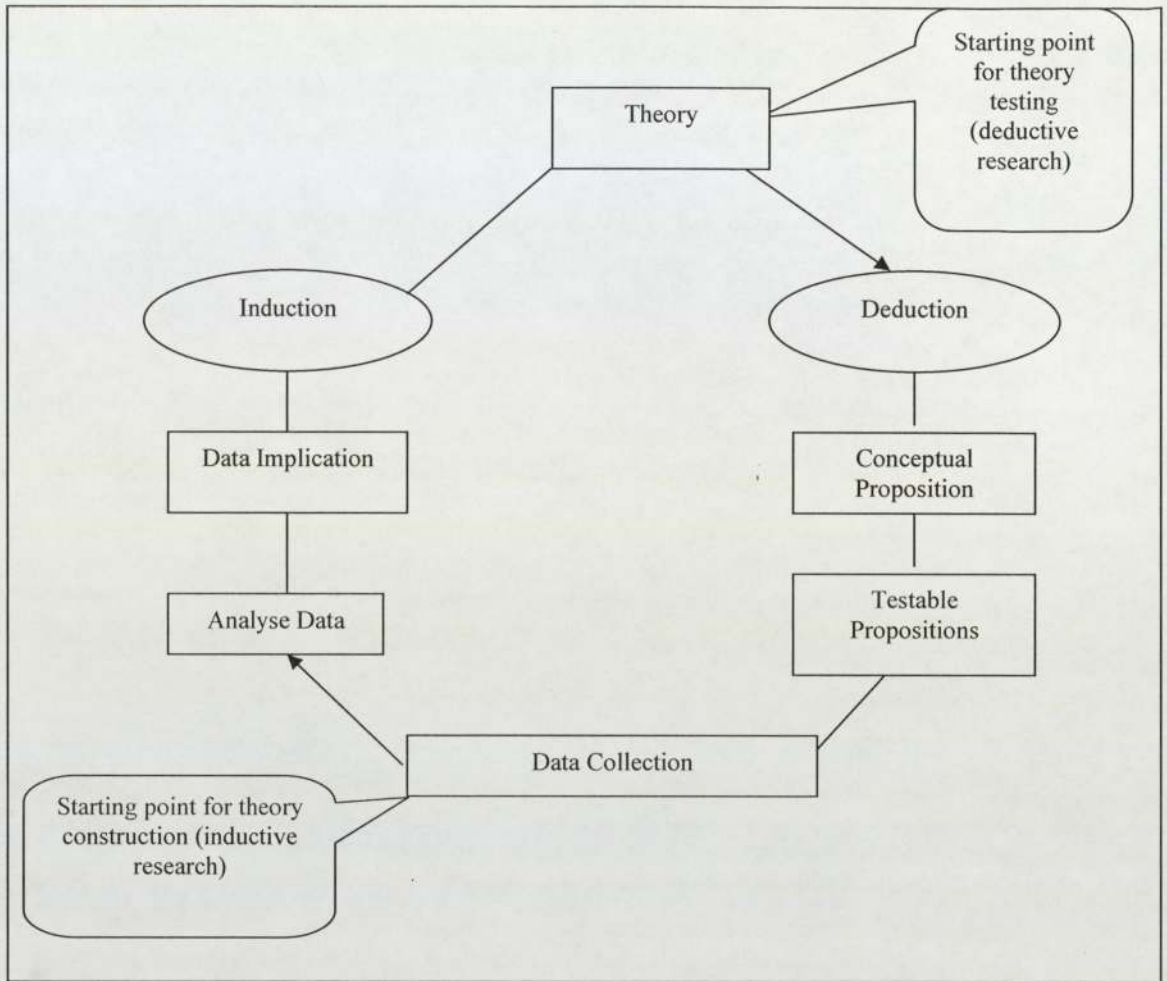 Starting point
for theory
testing
(deductive
research)
Theory
Induction
Deduction
Data Implication
Conceptual
Proposition
Analyse Data
Testable
Propositions
Data Collection
Starting point for theory
construction (inductive
research)